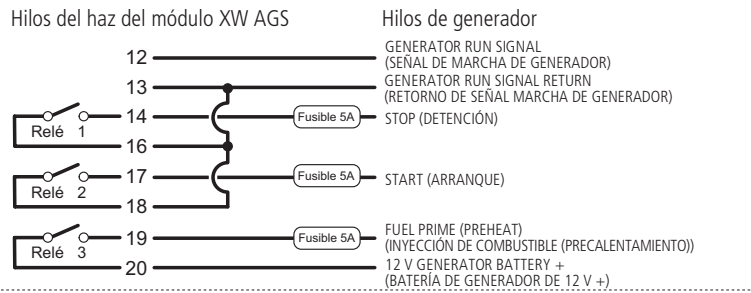 Hilos del haz del módulo XW AGS
Hilos de generador
12
GENERATOR RUN SIGNAL
(SEÑAL DE MARCHA DE GENERADOR)
13
GENERATOR RUN SIGNAL RETURN
(RETORNO DE SEÑAL MARCHA DE GENERADOR)
14
Fusible 5A
STOP (DETENCIÓN)
Relé 1
16
17
Fusible 5A
START (ARRANQUE)
Relé 2
18
19
Fusible 5A
FUEL PRIME (PREHEAT)
(INYECCIÓN DE COMBUSTIBLE (PRECALENTAMIENTO))
Relé 3
20
12 V GENERATOR BATTERY +
(BATERÍA DE GENERADOR DE 12 V +)